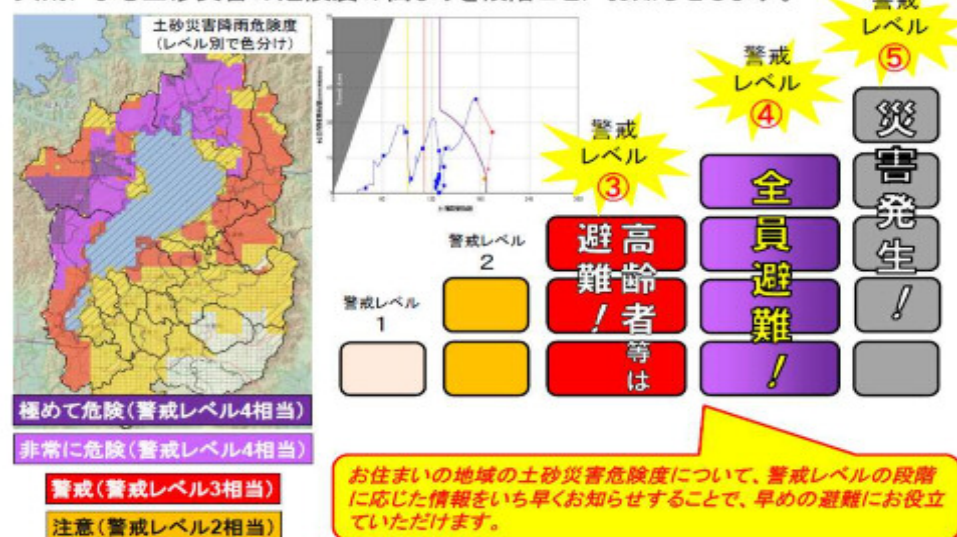 土砂災害降雨危険度
(レベル別で色分け)
極めて危険(警戒レベル4相当)
非常に危険(警戒レベル4相当)
警戒(警戒レベル3相当)
注意(警戒レベル2相当)
警戒レベル
1
警戒レベル
2
警戒
レベル
③
高齢者等は
避難!
警戒
レベル
④
全員避難!
警戒
レベル
⑤
災害発生!
お住まいの地域の土砂災害危険度について、警戒レベルの段階
に応じた情報をいち早くお知らせすることで、早めの避難にお役立
ていただけます。